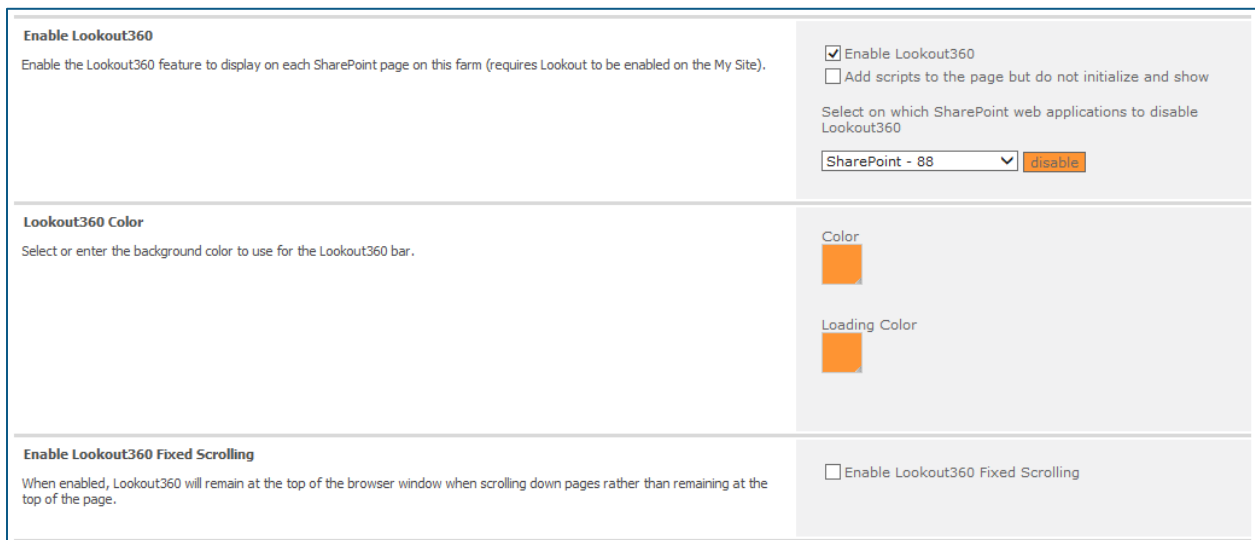 Enable Lookout360
Enable the Lookout360 feature to display on each SharePoint page on this farm (requires Lookout to be enabled on the My Site).
Enable Lookout360
Add scripts to the page but do not initialize and show
Select on which SharePoint web applications to disable
Lookout360
SharePoint - 88
disable
Lookout360 Color
Select or enter the background color to use for the Lookout360 bar.
Color
Loading Color
Enable Lookout360 Fixed Scrolling
When enabled, Lookout360 will remain at the top of the browser window when scrolling down pages rather than remaining at the
top of the page.
Enable Lookout360 Fixed Scrolling